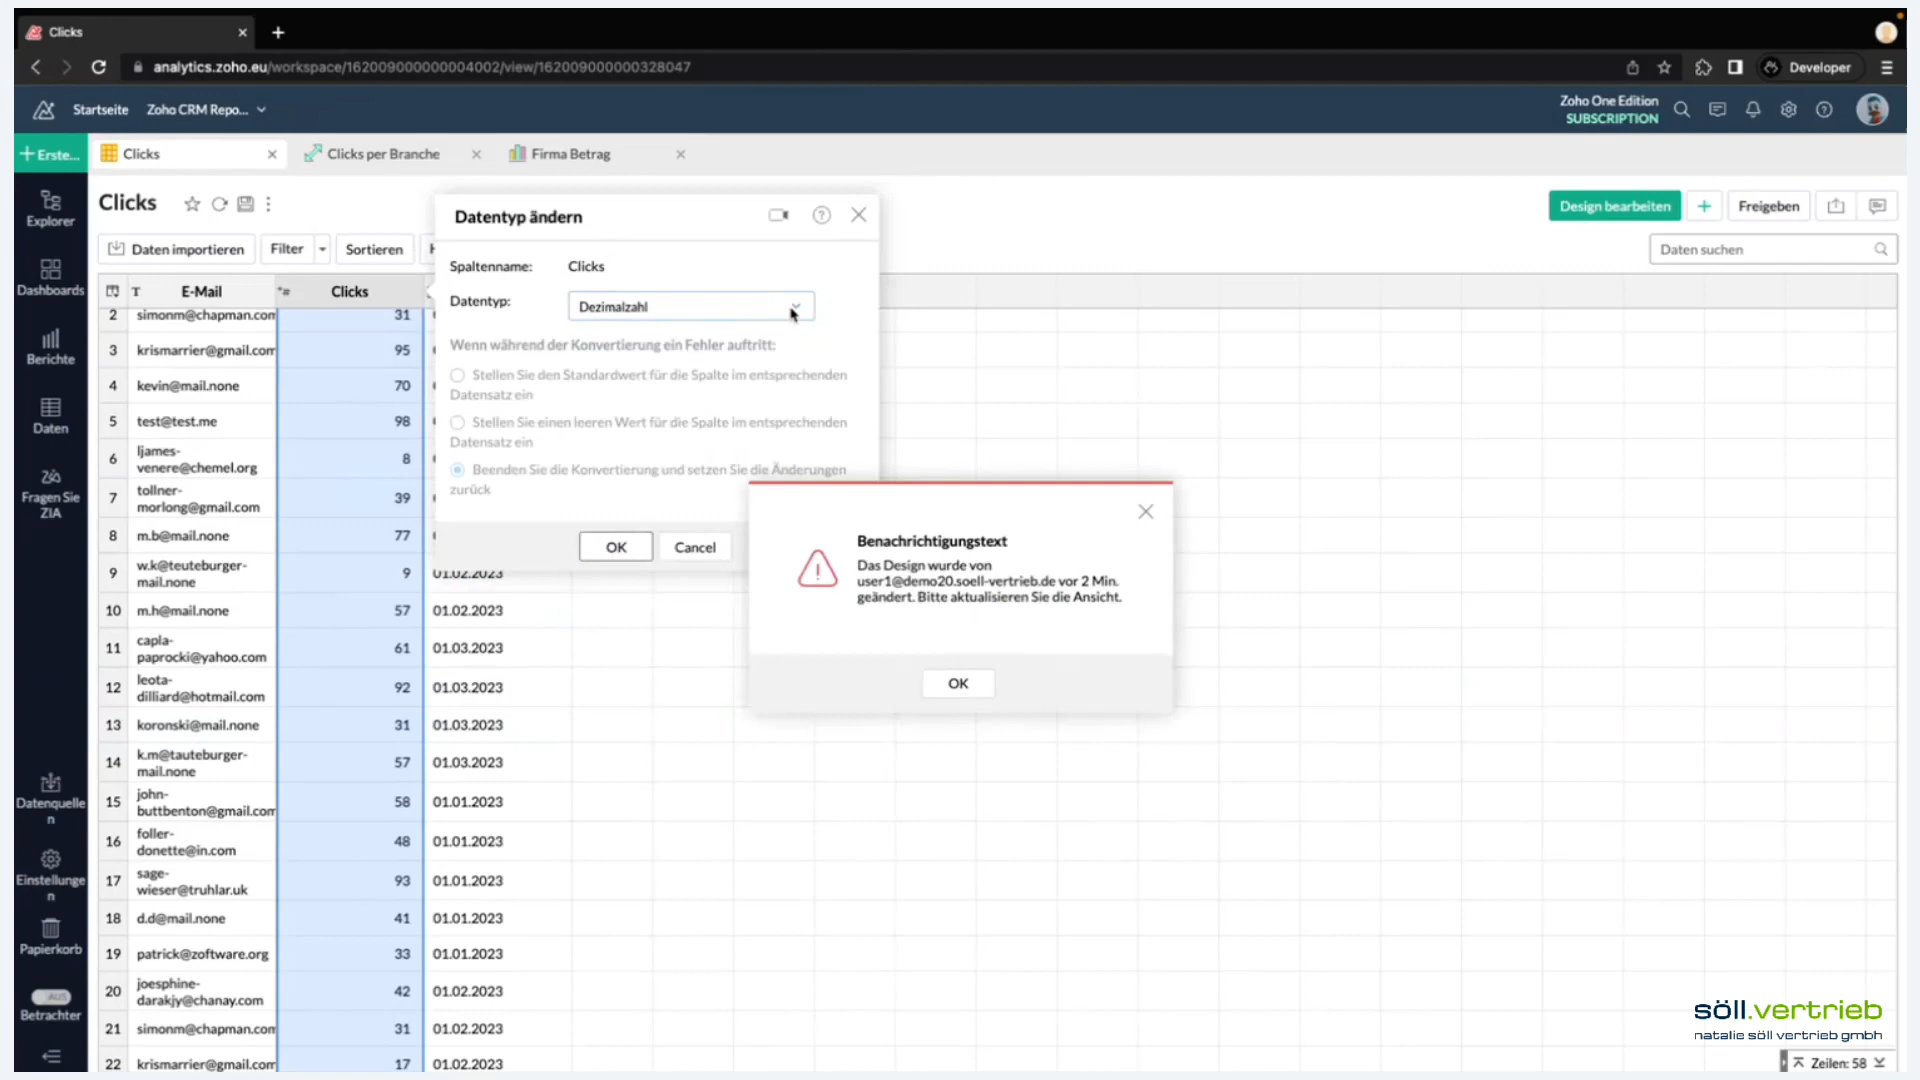 Clicks
analytics.zoho.eu/workspace/162009000000004002/view/162009000000328047
Developer
Startseite
Zoho CRM Repo...
Zoho One Edition
SUBSCRIPTION
Erste...
Clicks
Clicks per Branche
Firma Betrag
Explorer
Dashboards
Berichte
Daten
Fragen Sie
ZIA
Datenquelle
n
Einstellunge
n
Papierkorb
AUS
Betrachter
Clicks
Design bearbeiten
Freigeben
Daten importieren
Filter
Sortieren
Daten suchen
T E-Mail Clicks
2 simonm@chapman.com 31
3 krismarrier@gmail.com 95
4 kevin@mail.none 70
5 test@test.me 98
6 ljames-
venere@chemel.org 8
7 tollner-
morlong@gmail.com 39
8 m.b@mail.none 77
9 w.k@teuteburger-
mail.none 9 01.02.2023
10 m.h@mail.none 57 01.02.2023
11 capla-
paprocki@yahoo.com 61 01.03.2023
12 leota-
dilliard@hotmail.com 92 01.03.2023
13 koronski@mail.none 31 01.03.2023
14 k.m@tauteburger-
mail.none 57 01.03.2023
15 john-
buttbenton@gmail.com 58 01.01.2023
16 foller-
donette@in.com 48 01.01.2023
17 sage-
wieser@truhlar.uk 93 01.01.2023
18 d.d@mail.none 41 01.01.2023
19 patrick@zoftware.org 33 01.01.2023
20 joesphine-
darakjy@chanay.com 42 01.02.2023
21 simonm@chapman.com 31 01.02.2023
22 krismarrier@gmail.com 17 01.02.2023
Datentyp ändern
Spaltenname: Clicks
Datentyp: Dezimalzahl
Wenn während der Konvertierung ein Fehler auftritt:
Stellen Sie den Standardwert für die Spalte im entsprechenden
Datensatz ein
Stellen Sie einen leeren Wert für die Spalte im entsprechenden
Datensatz ein
Beenden Sie die Konvertierung und setzen Sie die Änderungen
zurück
OK
Cancel
Benachrichtigungstext
Das Design wurde von
user1@demo20.soell-vertrieb.de vor 2 Min.
geändert. Bitte aktualisieren Sie die Ansicht.
OK
söll.vertrieb
natalie söll vertrieb gmbh
Zeilen: 58